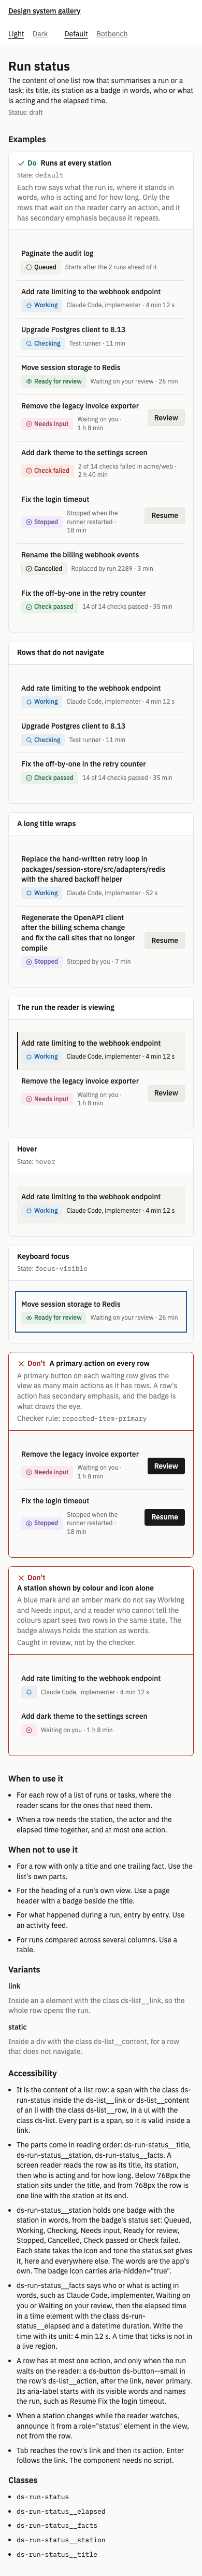 Design system gallery
Light Dark Default Botbench
Run status
The content of one list row that summarises a run or a
task: its title, its station as a badge in words, who or what
is acting and the elapsed time.
Status: draft
Examples
Do Runs at every station
State: default
Each row says what the run is, where it stands in
words, who is acting and for how long. Only the
rows that wait on the reader carry an action, and it
has secondary emphasis because it repeats.
Paginate the audit log
Queued Starts after the 2 runs ahead of it
Add rate limiting to the webhook endpoint
Working Claude Code, implementer · 4 min 12 s
Upgrade Postgres client to 8.13
Checking Test runner · 11 min
Move session storage to Redis
Ready for review Waiting on your review · 26 min
Remove the legacy invoice exporter
Needs input Waiting on you ·
1 h 8 min
Review
Add dark theme to the settings screen
Check failed 2 of 14 checks failed in acme/web ·
2 h 40 min
Fix the login timeout
Stopped Stopped when the
runner restarted ·
18 min
Resume
Rename the billing webhook events
Cancelled Replaced by run 2289 · 3 min
Fix the off-by-one in the retry counter
Check passed 14 of 14 checks passed · 35 min
Rows that do not navigate
Add rate limiting to the webhook endpoint
Working Claude Code, implementer · 4 min 12 s
Upgrade Postgres client to 8.13
Checking Test runner · 11 min
Fix the off-by-one in the retry counter
Check passed 14 of 14 checks passed · 35 min
A long title wraps
Replace the hand-written retry loop in
packages/session-store/src/adapters/redis
with the shared backoff helper
Working Claude Code, implementer · 52 s
Regenerate the OpenAPI client
after the billing schema change
and fix the call sites that no longer
compile
Stopped Stopped by you · 7 min
Resume
The run the reader is viewing
Add rate limiting to the webhook endpoint
Working Claude Code, implementer · 4 min 12 s
Remove the legacy invoice exporter
Needs input Waiting on you ·
1 h 8 min
Review
Hover
State: hover
Add rate limiting to the webhook endpoint
Working Claude Code, implementer · 4 min 12 s
Keyboard focus
State: focus-visible
Move session storage to Redis
Ready for review Waiting on your review · 26 min
Don't A primary action on every row
A primary button on each waiting row gives the
view as many main actions as it has rows. A row's
action has secondary emphasis, and the badge is
what draws the eye.
Checker rule: repeated-item-primary
Remove the legacy invoice exporter
Needs input Waiting on you ·
1 h 8 min
Review
Fix the login timeout
Stopped Stopped when the
runner restarted ·
18 min
Resume
Don't
A station shown by colour and icon alone
A blue mark and an amber mark do not say Working
and Needs input, and a reader who cannot tell the
colours apart sees two rows in the same state. The
badge always holds the station as words.
Caught in review, not by the checker.
Add rate limiting to the webhook endpoint
Claude Code, implementer · 4 min 12 s
Add dark theme to the settings screen
Waiting on you · 1 h 8 min
When to use it
For each row of a list of runs or tasks, where the
reader scans for the ones that need them.
When a row needs the station, the actor and the
elapsed time together, and at most one action.
When not to use it
For a row with only a title and one trailing fact. Use the
list's own parts.
For the heading of a run's own view. Use a page
header with a badge beside the title.
For what happened during a run, entry by entry. Use
an activity feed.
For runs compared across several columns. Use a
table.
Variants
link
Inside an a element with the class ds-list__link, so the
whole row opens the run.
static
Inside a div with the class ds-list__content, for a row
that does not navigate.
Accessibility
It is the content of a list row: a span with the class ds-
run-status inside the ds-list__link or ds-list__content
of an li with the class ds-list__row, in a ul with the
class ds-list. Every part is a span, so it is valid inside a
link.
The parts come in reading order: ds-run-status__title,
ds-run-status__station, ds-run-status__facts. A
screen reader reads the row as its title, its station,
then who is acting and for how long. Below 768px the
station sits under the title, and from 768px the row is
one line with the station at its end.
ds-run-status__station holds one badge with the
station in words, from the badge's status set: Queued,
Working, Checking, Needs input, Ready for review,
Stopped, Cancelled, Check passed or Check failed.
Each state takes the icon and tone the status set gives
it, here and everywhere else. The words are the app's
own. The badge icon carries aria-hidden="true".
ds-run-status__facts says who or what is acting in
words, such as Claude Code, implementer, Waiting on
you or Waiting on your review, then the elapsed time
in a time element with the class ds-run-
status__elapsed and a datetime duration. Write the
time with its unit: 4 min 12 s. A time that ticks is not in
a live region.
A row has at most one action, and only when the run
waits on the reader: a ds-button ds-button--small in
the row's ds-list__action, after the link, never primary.
Its aria-label starts with its visible words and names
the run, such as Resume Fix the login timeout.
When a station changes while the reader watches,
announce it from a role="status" element in the view,
not from the row.
Tab reaches the row's link and then its action. Enter
follows the link. The component needs no script.
Classes
ds-run-status
ds-run-status__elapsed
ds-run-status__facts
ds-run-status__station
ds-run-status__title